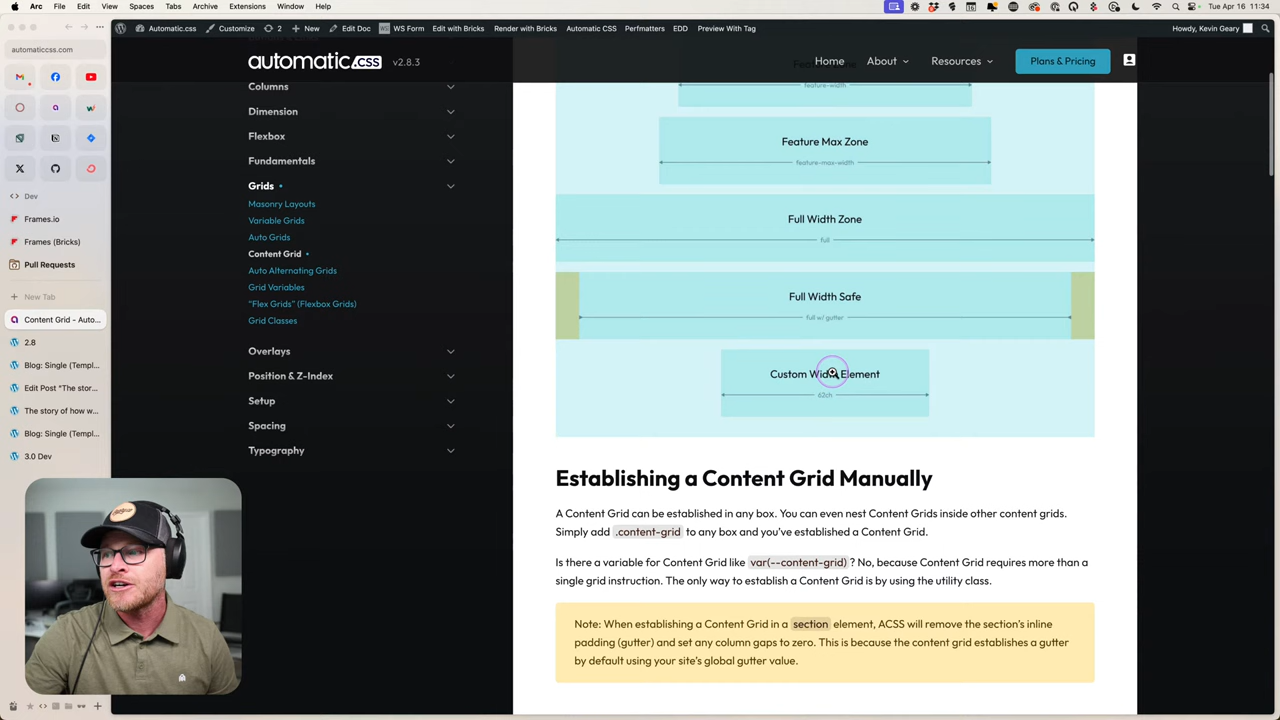 Arc File Edit View Spaces Tabs Archive Extensions Window Help
Tue Apr 16 11:34
automaticcss.com
Dev
Frames.io
Frames (Bricks)
Pull Requests
New Tab
Content Grid - Auto...
2.8
Blog: Single (Templ...
Edit Post “The stor...
The story of how w...
Blog: Single (Templ...
3.0 Dev
Automatic.css Customize 2 New Edit Doc WS Form Edit with Bricks Render with Bricks Automatic CSS Perfmatters EDD Preview With Tag
Howdy, Kevin Geary
automatic.css v2.8.3
Home About Resources Plans & Pricing
Columns
Dimension
Flexbox
Fundamentals
Grids
Masonry Layouts
Variable Grids
Auto Grids
Content Grid
Auto Alternating Grids
Grid Variables
“Flex Grids” (Flexbox Grids)
Grid Classes
Overlays
Position & Z-Index
Setup
Spacing
Typography
Feature Zone
feature-width
Feature Max Zone
feature-max-width
Full Width Zone
full
Full Width Safe
full w/ gutter
Custom Width Element
62ch
Establishing a Content Grid Manually
A Content Grid can be established in any box. You can even nest Content Grids inside other content grids.
Simply add .content-grid to any box and you’ve established a Content Grid.
Is there a variable for Content Grid like var(--content-grid) ? No, because Content Grid requires more than a
single grid instruction. The only way to establish a Content Grid is by using the utility class.
Note: When establishing a Content Grid in a section element, ACSS will remove the section’s inline
padding (gutter) and set any column gaps to zero. This is because the content grid establishes a gutter
by default using your site’s global gutter value.